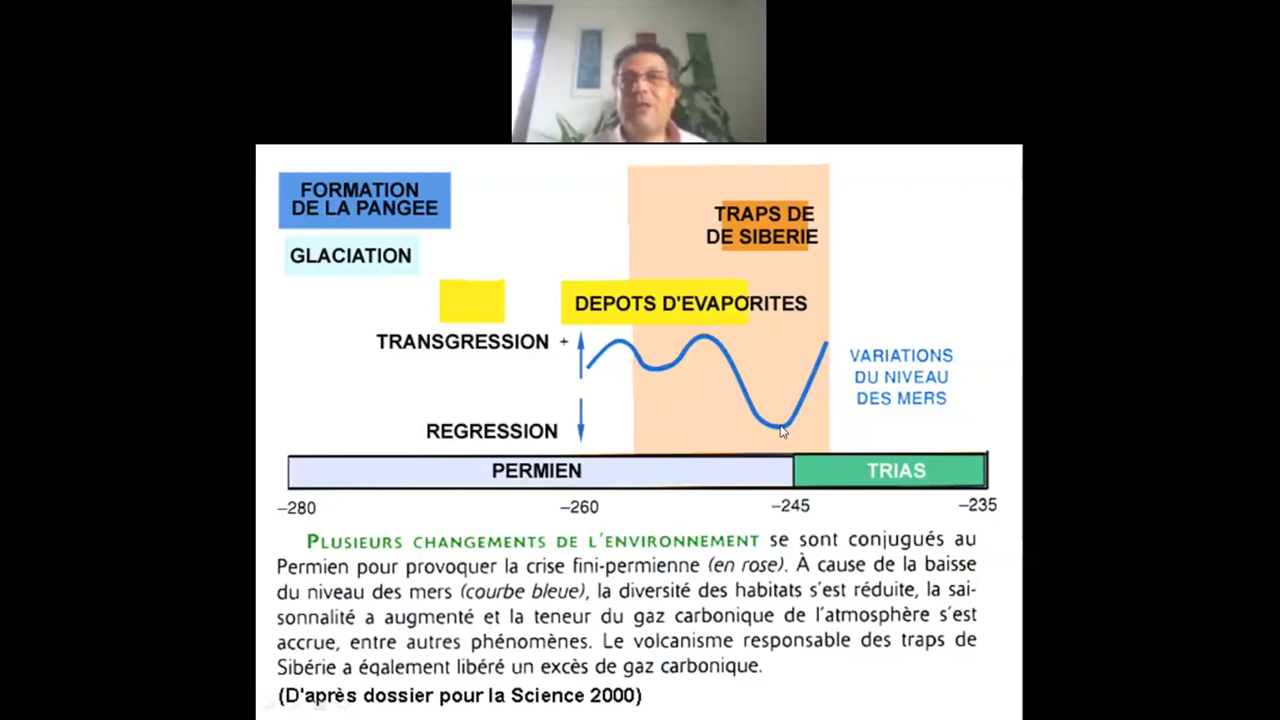 FORMATION
DE LA PANGEE
GLACIATION
TRAPS DE
DE SIBERIE
DEPOTS D'EVAPORITES
TRANSGRESSION +
VARIATIONS
DU NIVEAU
DES MERS
REGRESSION
PERMIEN
TRIAS
–280
–260
–245
–235
PLUSIEURS CHANGEMENTS DE L'ENVIRONNEMENT se sont conjugués au
Permien pour provoquer la crise fini-permienne (en rose). À cause de la baisse
du niveau des mers (courbe bleue), la diversité des habitats s'est réduite, la sai-
sonnalité a augmenté et la teneur du gaz carbonique de l'atmosphère s'est
accrue, entre autres phénomènes. Le volcanisme responsable des traps de
Sibérie a également libéré un excès de gaz carbonique.
(D'après dossier pour la Science 2000)